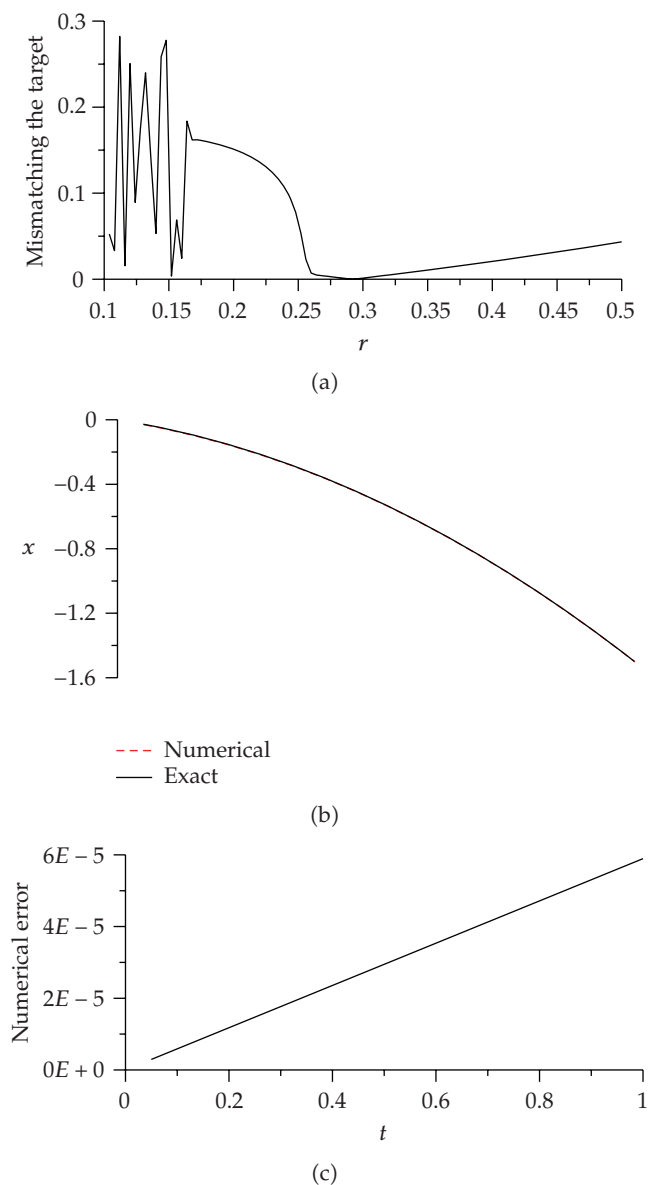 0.3
0.2
0.1
0
Mismatching the target
0.1 0.15 0.2 0.25 0.3 0.35 0.4 0.45 0.5
r
(a)
0
−0.4
−0.8
−1.2
−1.6
x
Numerical
Exact
(b)
6E − 5
4E − 5
2E − 5
0E + 0
Numerical error
0 0.2 0.4 0.6 0.8 1
t
(c)